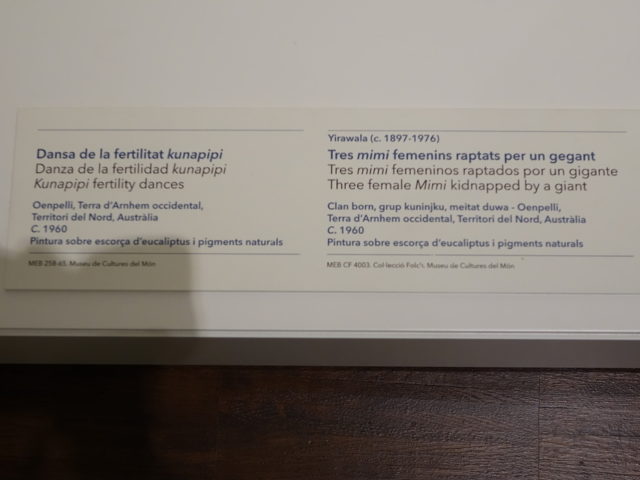 Dansa de la fertilitat kunapipi
Danza de la fertilidad kunapipi
Kunapipi fertility dances
Oenpelli, Terra d'Arnhem occidental,
Territori del Nord, Austràlia
C. 1960
Pintura sobre escorça d'eucaliptus i pigments naturals
MEB 258-65. Museu de Cultures del Món
Yirawala (c. 1897-1976)
Tres mimi femenins raptats per un gegant
Tres mimi femeninos raptados por un gigante
Three female Mimi kidnapped by a giant
Clan born, grup kuninjku, meitat duwa - Oenpelli,
Terra d'Arnhem occidental, Territori del Nord, Austràlia
C. 1960
Pintura sobre escorça d'eucaliptus i pigments naturals
MEB CF 4003. Col·lecció Folch. Museu de Cultures del Món